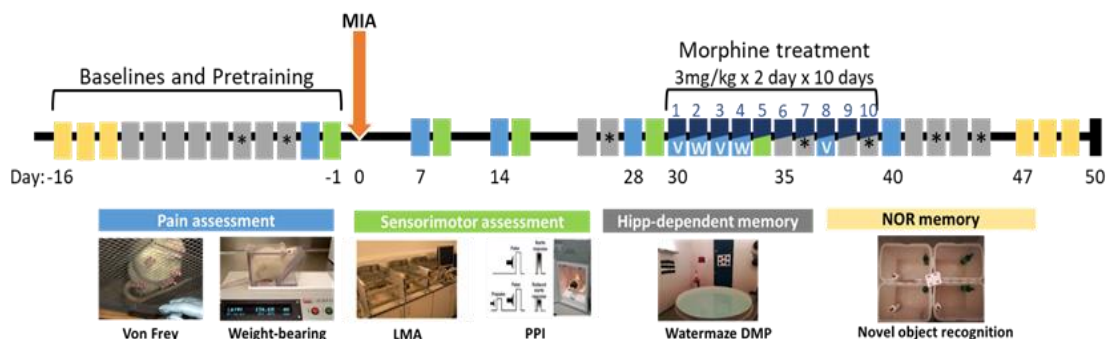 MIA
Baselines and Pretraining
Morphine treatment
3mg/kg x 2 day x 10 days
1 2 3 4 5 6 7 8 9 10
* * * * * * *
V W V W V
Day: -16 -1 0 7 14 28 30 35 40 47 50
Pain assessment Sensorimotor assessment Hipp-dependent memory NOR memory
Von Frey Weight-bearing LMA PPI Watermaze DMP Novel object recognition